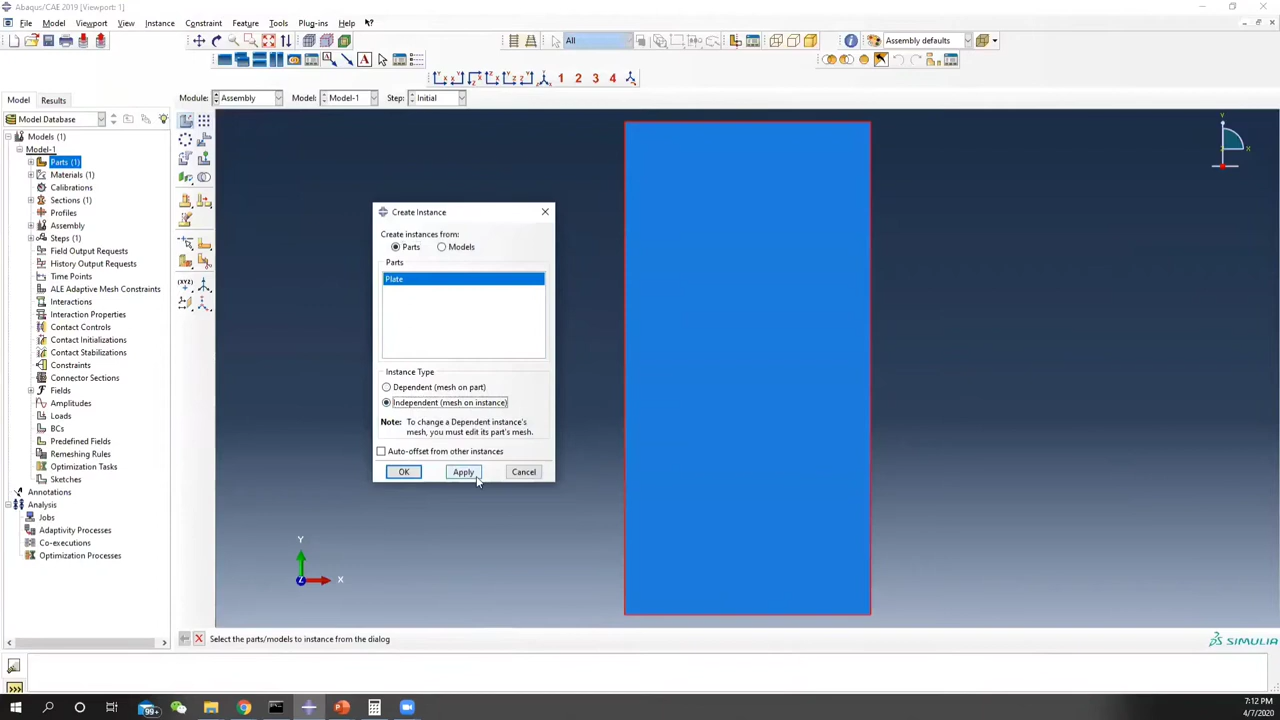 Abaqus/CAE 2019 [Viewport: 1]
File Model Viewport View Instance Constraint Feature Tools Plug-ins Help
All
Assembly defaults
A
1 2 3 4
Model Results
Module: Assembly Model: Model-1 Step: Initial
Model Database
Models (1)
Model-1
Parts (1)
Materials (1)
Calibrations
Sections (1)
Profiles
Assembly
Steps (1)
Field Output Requests
History Output Requests
Time Points
ALE Adaptive Mesh Constraints
Interactions
Interaction Properties
Contact Controls
Contact Initializations
Contact Stabilizations
Constraints
Connector Sections
Fields
Amplitudes
Loads
BCs
Predefined Fields
Remeshing Rules
Optimization Tasks
Sketches
Annotations
Analysis
Jobs
Adaptivity Processes
Co-executions
Optimization Processes
(XYZ)
Create Instance
Create instances from:
Parts Models
Parts
Plate
Instance Type
Dependent (mesh on part)
Independent (mesh on instance)
Note: To change a Dependent instance's
mesh, you must edit its part's mesh.
Auto-offset from other instances
OK Apply Cancel
Y
X
Y
Z
X
Select the parts/models to instance from the dialog
SIMULIA
>>>
99+
7:12 PM
4/7/2020